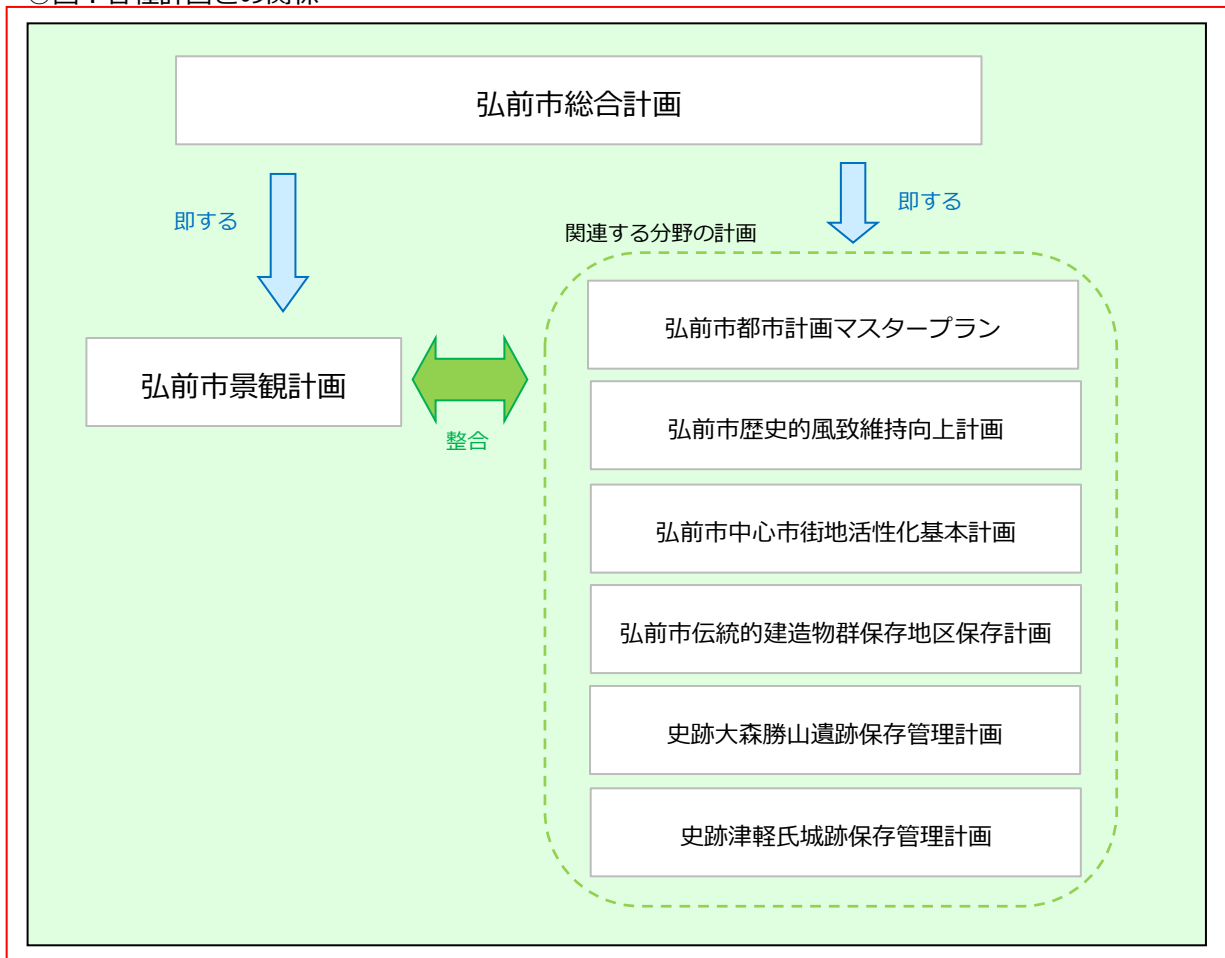 弘前市総合計画
即する
即する
関連する分野の計画
弘前市都市計画マスタープラン
弘前市景観計画
整合
弘前市歴史的風致維持向上計画
弘前市中心市街地活性化基本計画
弘前市伝統的建造物群保存地区保存計画
史跡大森勝山遺跡保存管理計画
史跡津軽氏城跡保存管理計画